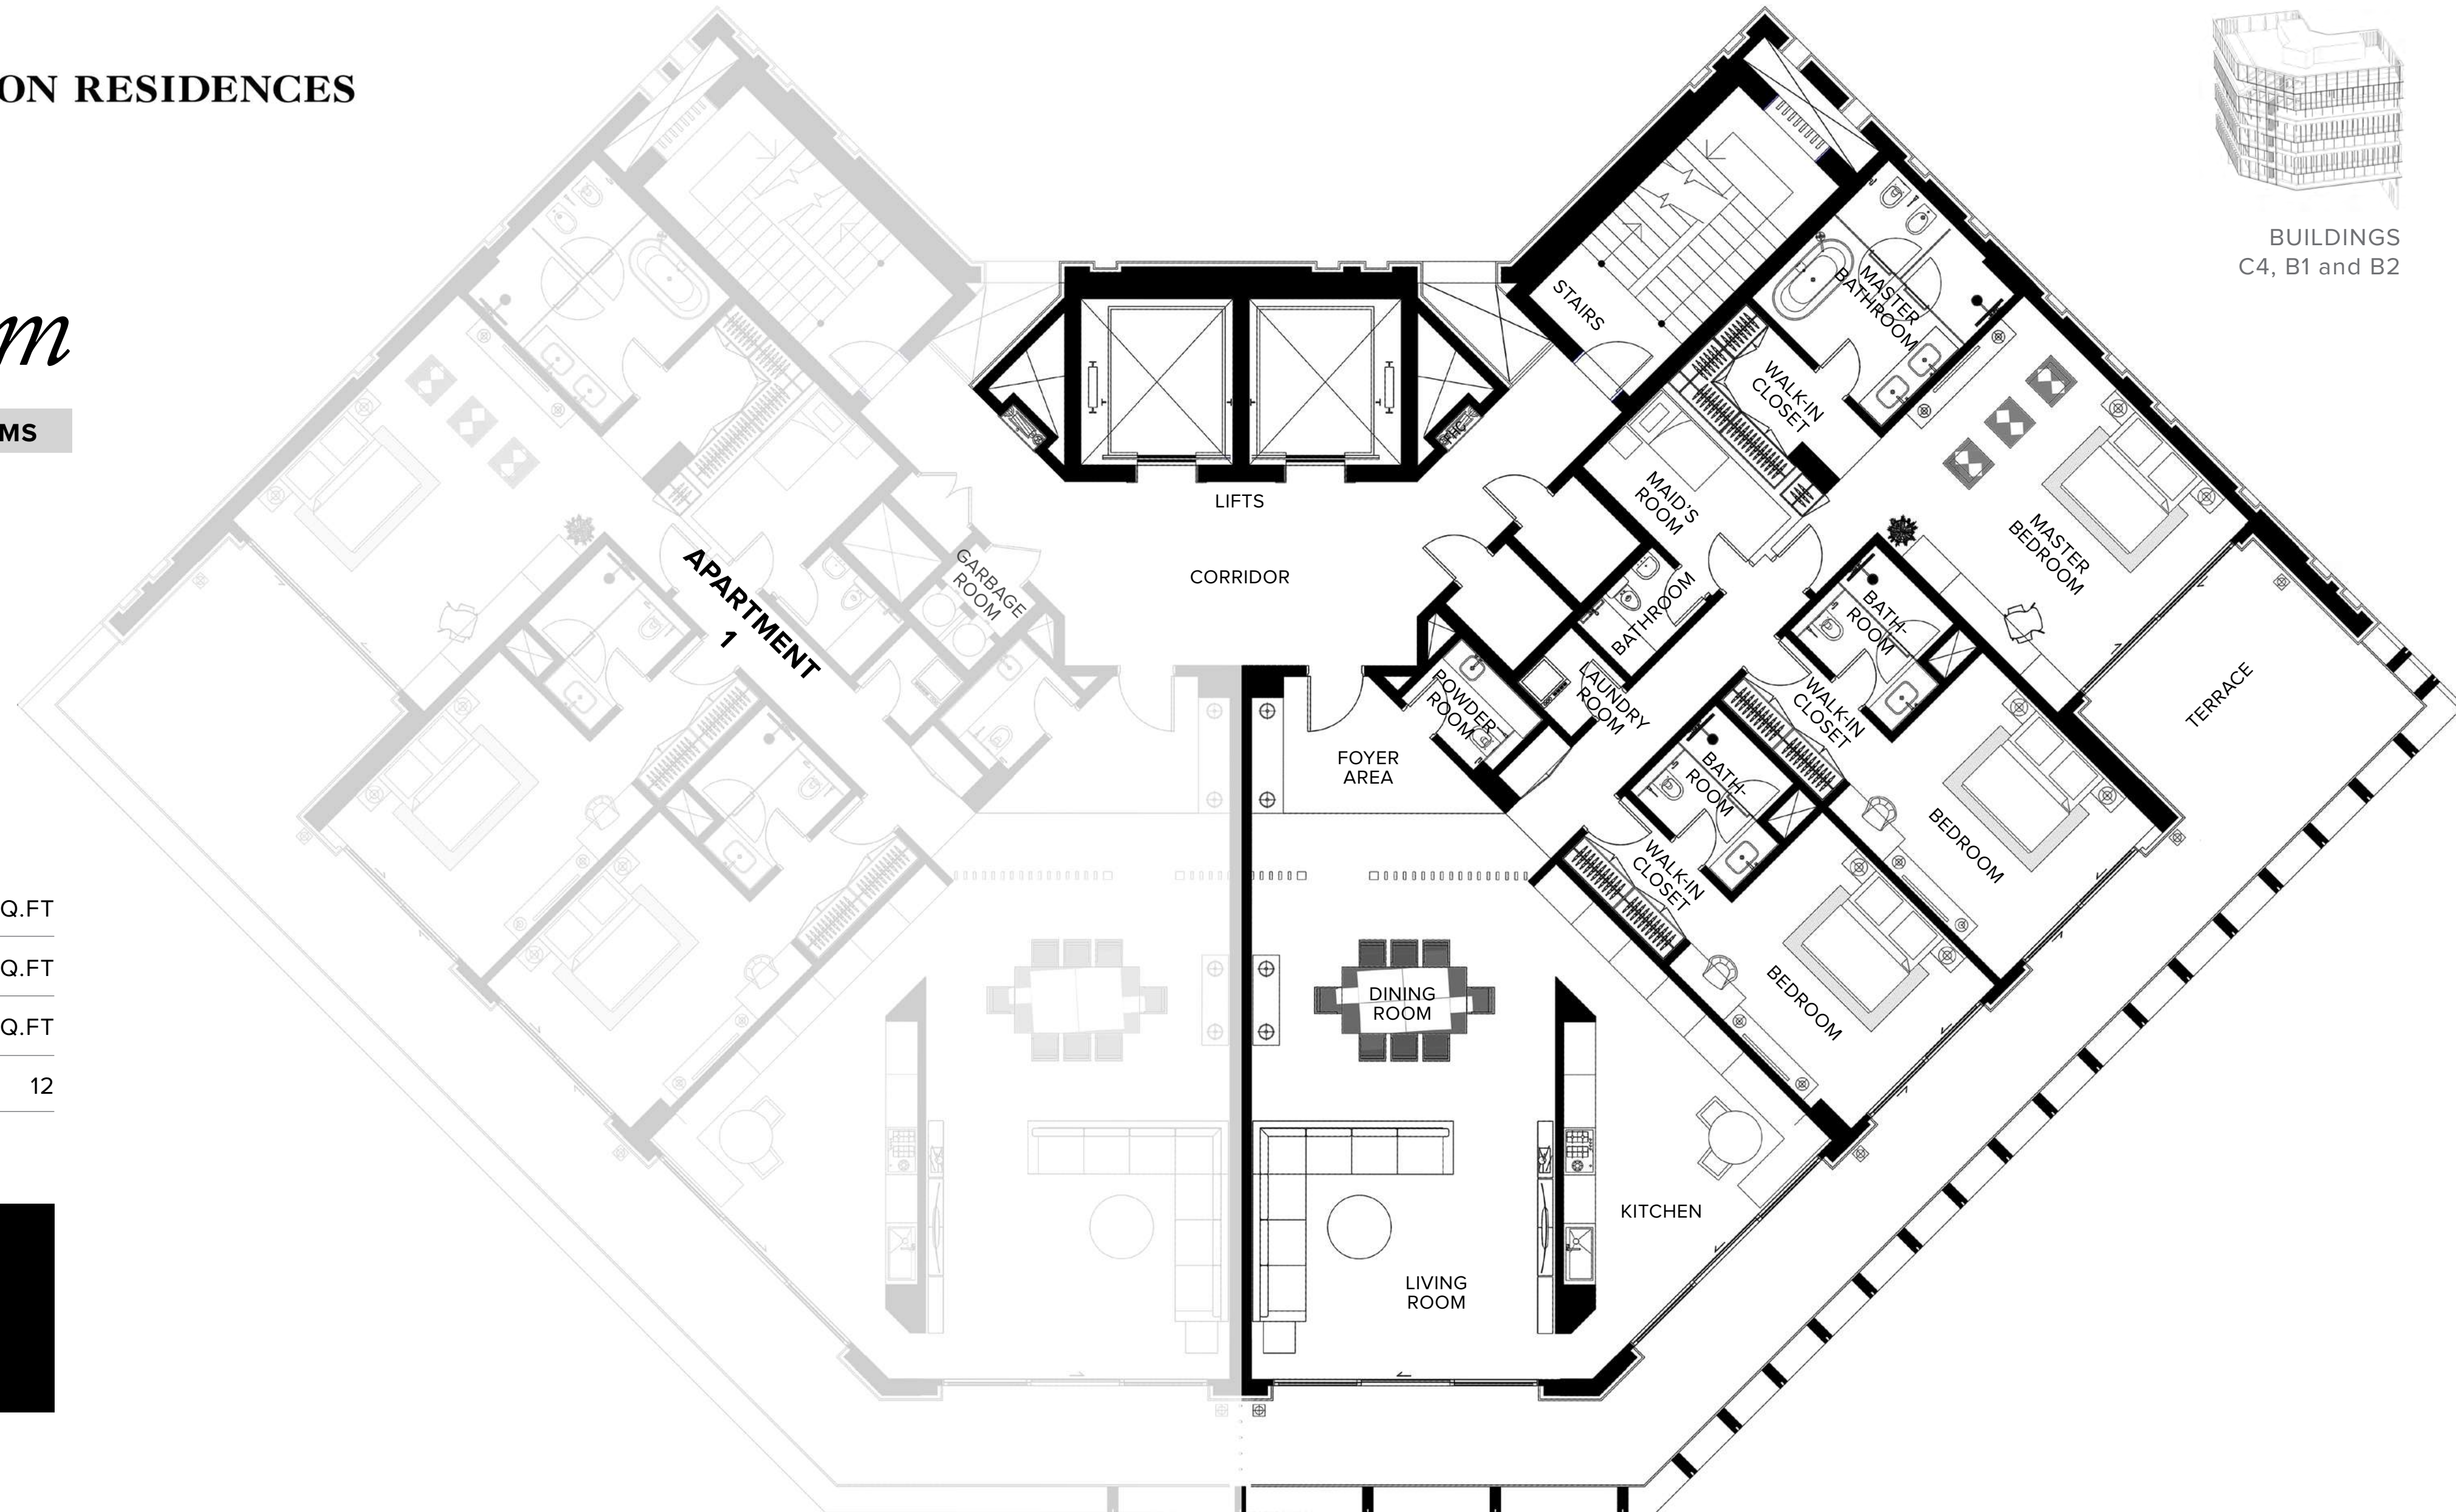 ON RESIDENCES
m
MS
Q.FT
Q.FT
Q.FT
12
BUILDINGS
C4, B1 and B2
APARTMENT
1
GARBAGE
ROOM
LIFTS
CORRIDOR
FHC
STAIRS
MASTER
BATHROOM
WALK-IN
CLOSET
MAID'S
ROOM
BATHROOM
MASTER
BEDROOM
BATH-
ROOM
TERRACE
POWDER
ROOM
LAUNDRY
ROOM
WALK-IN
CLOSET
FOYER
AREA
BATH-
ROOM
BEDROOM
WALK-IN
CLOSET
BEDROOM
DINING
ROOM
KITCHEN
LIVING
ROOM